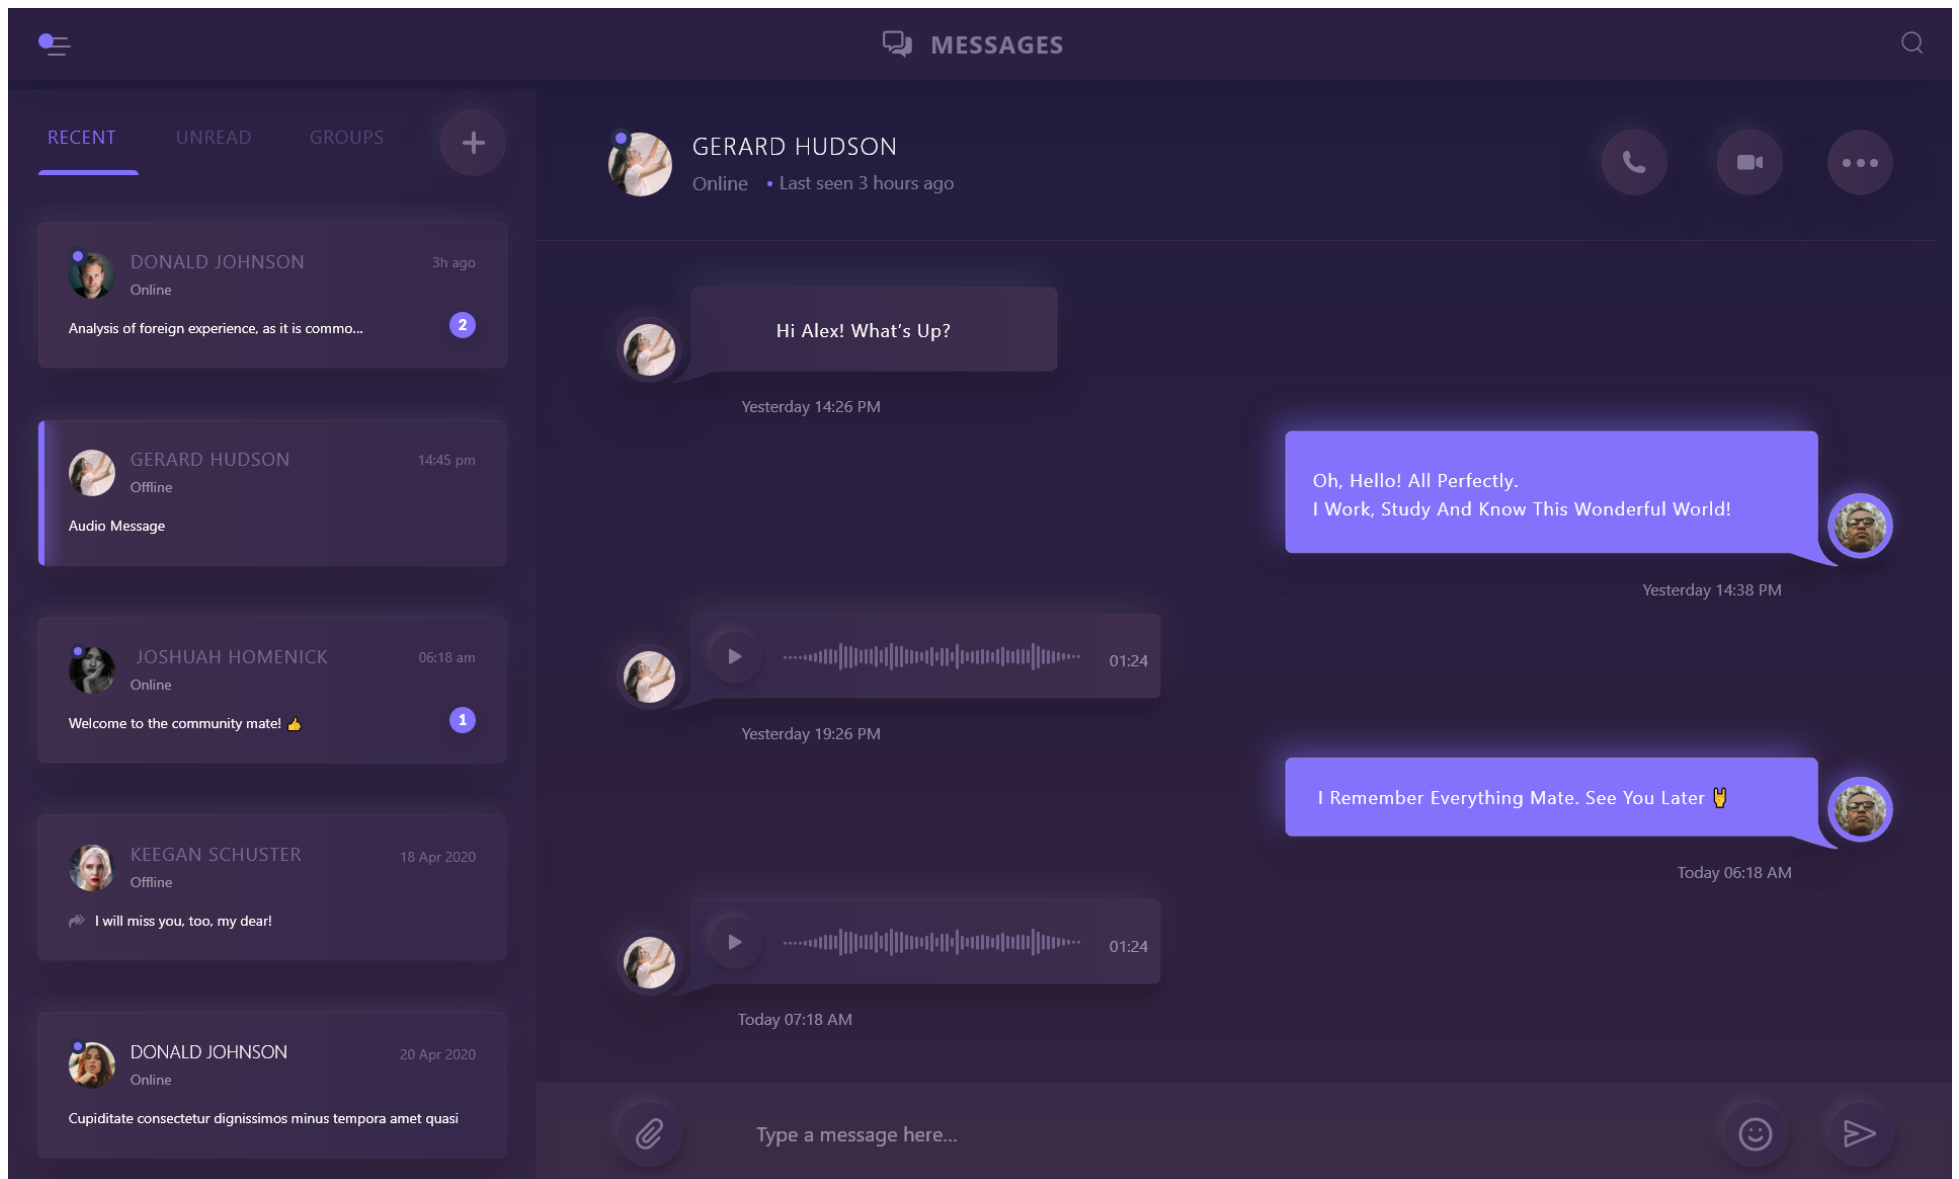 MESSAGES
RECENT
UNREAD
GROUPS
DONALD JOHNSON
3h ago
Online
Analysis of foreign experience, as it is commo...
2
GERARD HUDSON
14:45 pm
Offline
Audio Message
JOSHUAH HOMENICK
06:18 am
Online
Welcome to the community mate! 👍
1
KEEGAN SCHUSTER
18 Apr 2020
Offline
I will miss you, too, my dear!
DONALD JOHNSON
20 Apr 2020
Online
Cupiditate consectetur dignissimos minus tempora amet quasi
GERARD HUDSON
Online • Last seen 3 hours ago
Hi Alex! What’s Up?
Yesterday 14:26 PM
Oh, Hello! All Perfectly.
I Work, Study And Know This Wonderful World!
Yesterday 14:38 PM
01:24
Yesterday 19:26 PM
I Remember Everything Mate. See You Later 🤘
Today 06:18 AM
01:24
Today 07:18 AM
Type a message here...